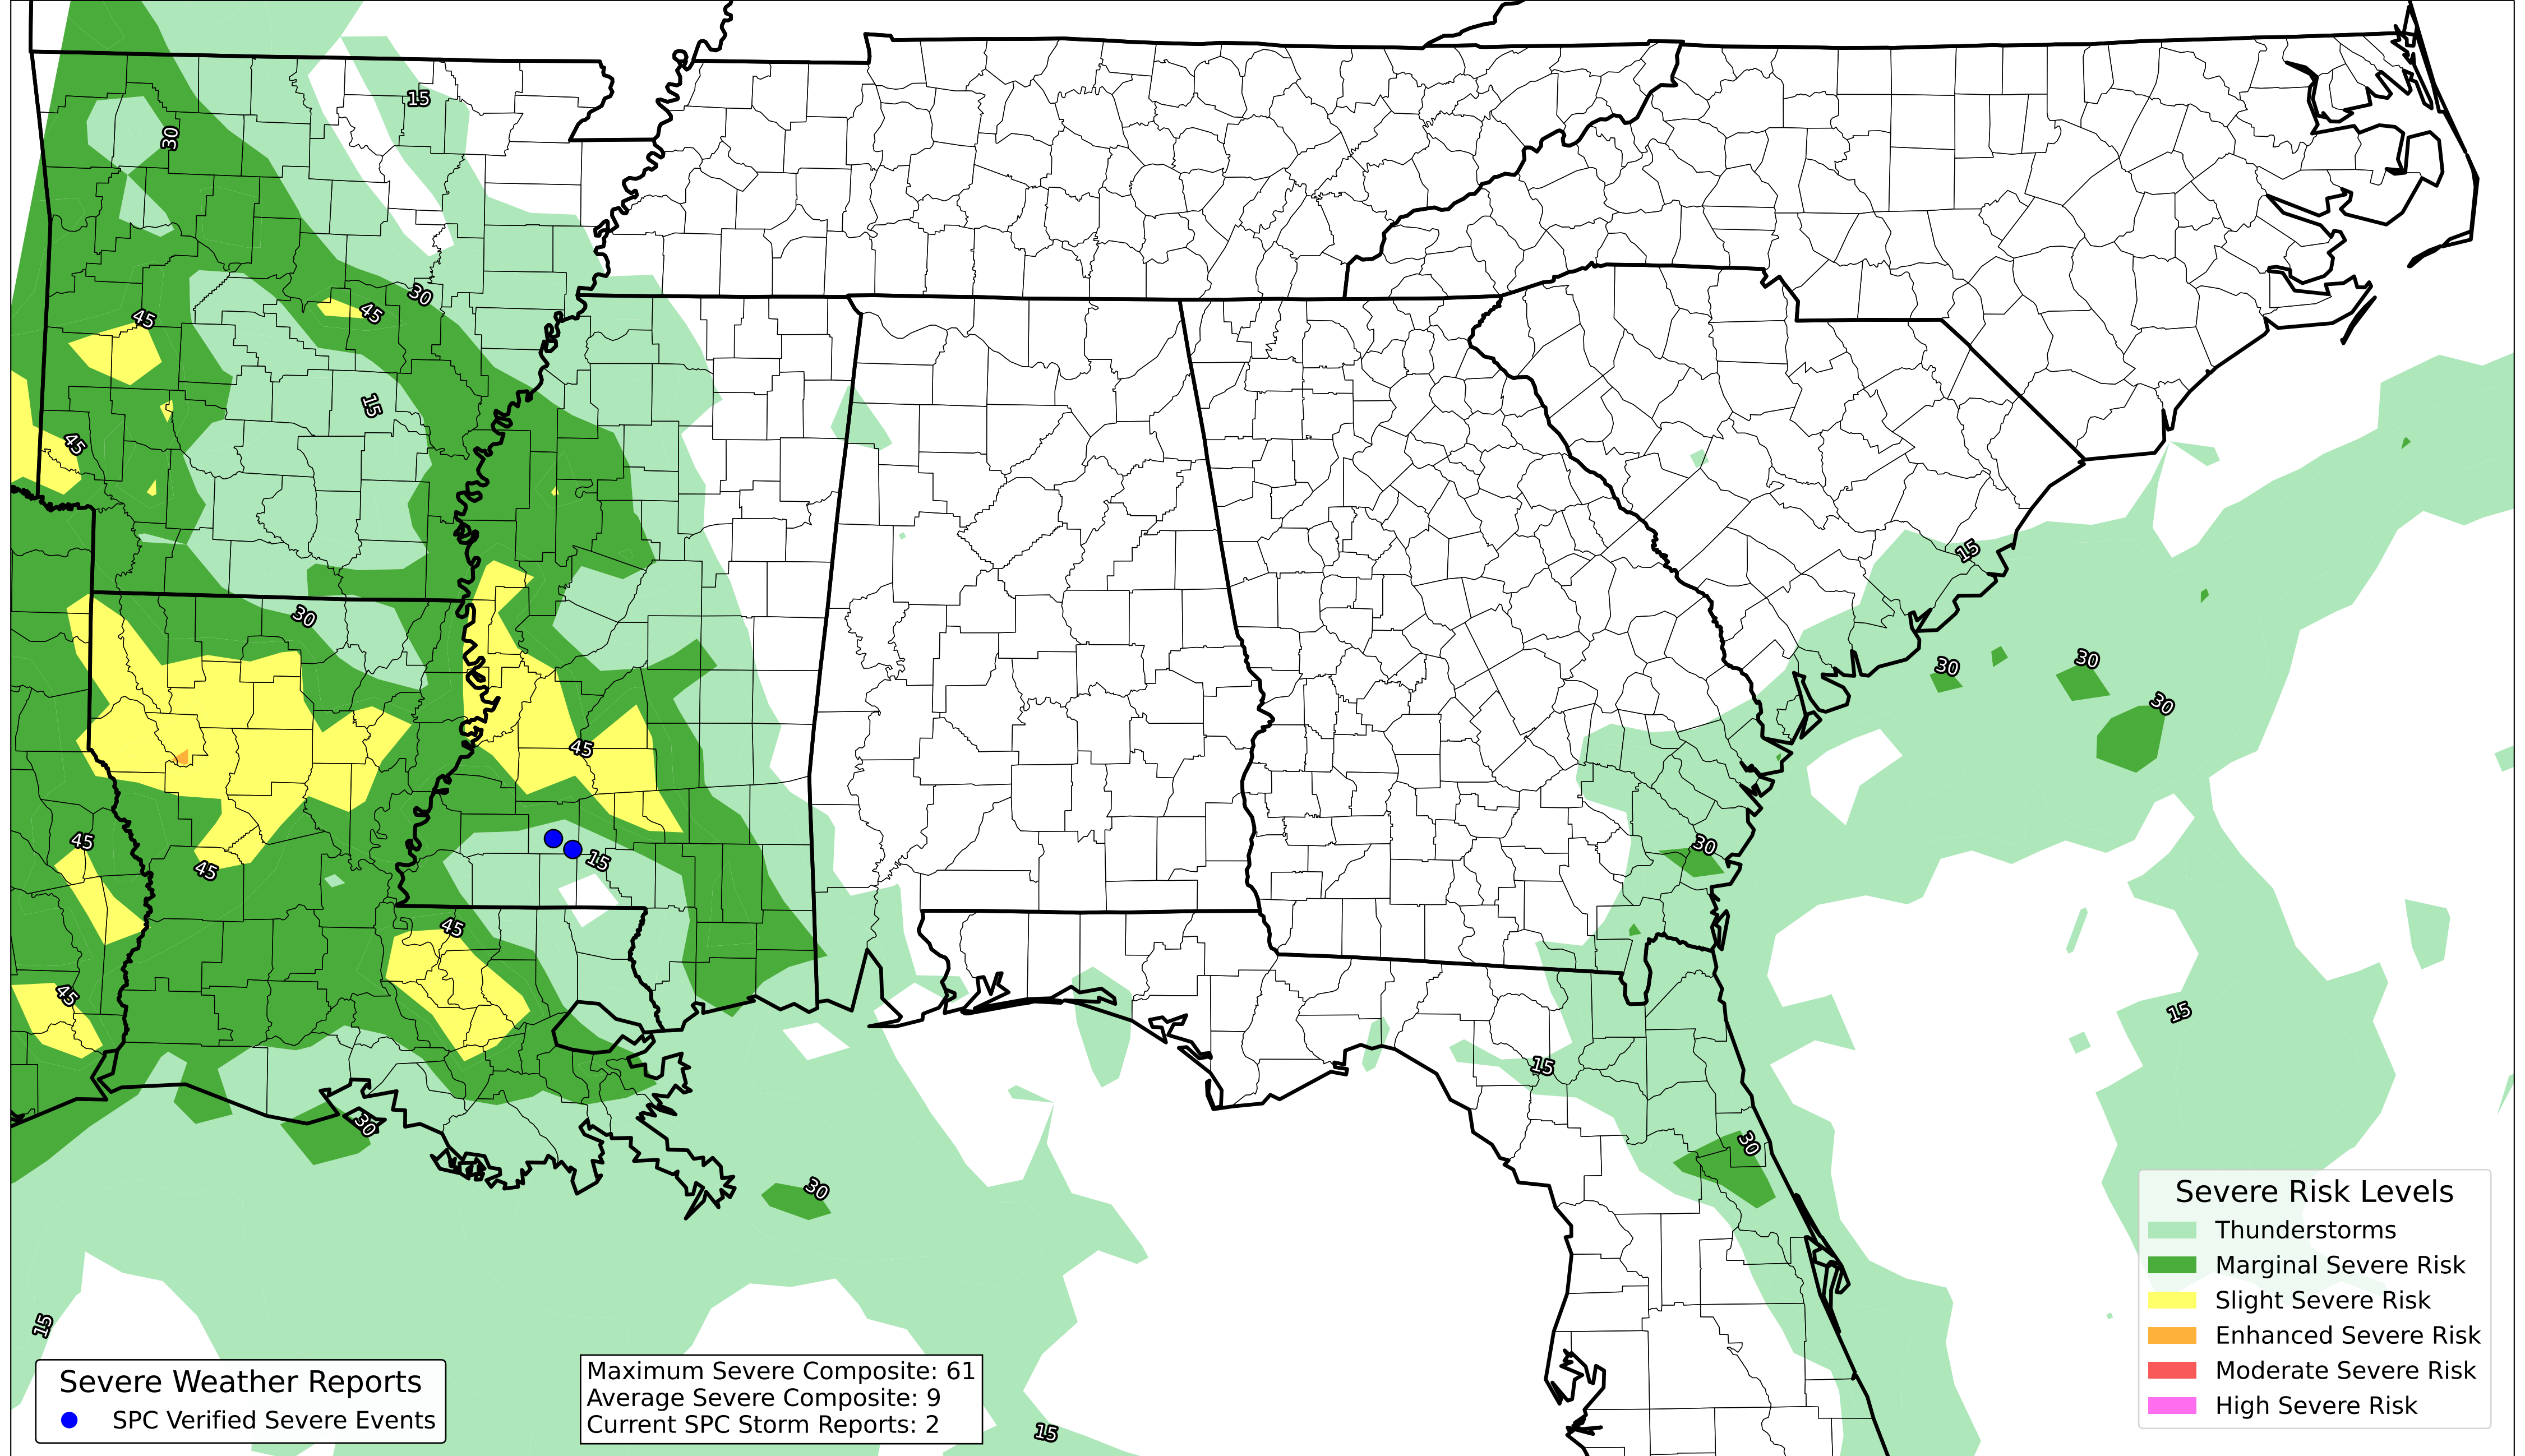 15
30
45
30
45
15
45
15
30
30
30
30
30
45
45
30
15
45
45
45
15
15
30
30
30
15
15
15
Severe Risk Levels
Thunderstorms
Marginal Severe Risk
Slight Severe Risk
Enhanced Severe Risk
Moderate Severe Risk
High Severe Risk
Severe Weather Reports
SPC Verified Severe Events
Maximum Severe Composite: 61
Average Severe Composite: 9
Current SPC Storm Reports: 2